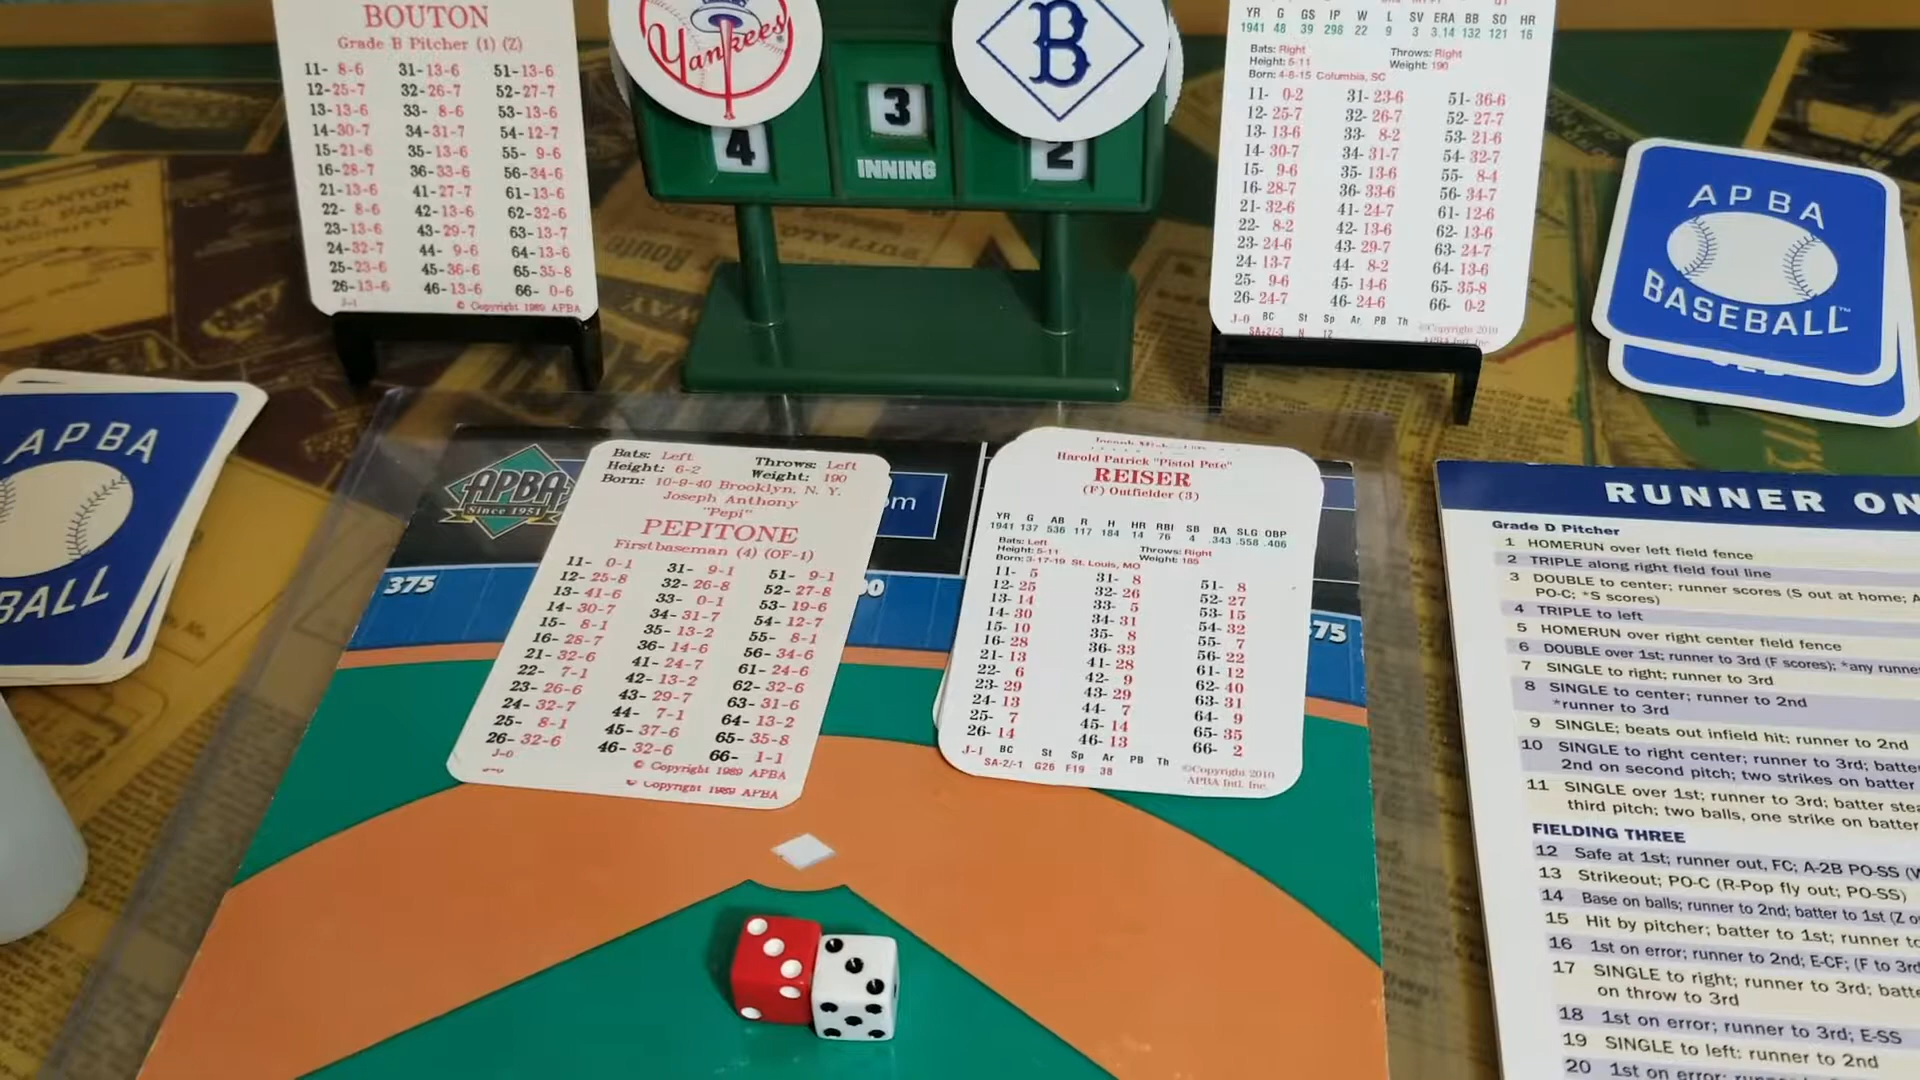 BOUTON
Grade B Pitcher (1) (Z)
11- 8-6 31-13-6 51-13-6
12-25-7 32-26-7 52-27-7
13-13-6 33- 8-6 53-13-6
14-30-7 34-31-7 54-12-7
15-21-6 35-13-6 55- 9-6
16-28-7 36-33-6 56-34-6
21-13-6 41-27-7 61-13-6
22- 8-6 42-13-6 62-32-6
23-13-6 43-29-7 63-13-7
24-32-7 44- 9-6 64-13-6
25-23-6 45-36-6 65-35-8
26-13-6 46-13-6 66- 0-6
J-1 © Copyright 1989 APBA
Yankees
B
4
3
2
INNING
YR G GS IP W L SV ERA BB SO HR
1941 48 39 298 22 9 3 3.14 132 121 16
Bats: Right Throws: Right
Height: 5-11 Weight: 190
Born: 4-8-15 Columbia, SC
11- 0-2 31- 23-6 51- 36-6
12- 25-7 32- 26-7 52- 27-7
13- 13-6 33- 8-2 53- 21-6
14- 30-7 34- 31-7 54- 32-7
15- 9-6 35- 13-6 55- 8-4
16- 28-7 36- 33-6 56- 34-7
21- 32-6 41- 24-7 61- 12-6
22- 8-2 42- 13-6 62- 13-6
23- 24-6 43- 29-7 63- 24-7
24- 13-7 44- 8-2 64- 13-6
25- 9-6 45- 14-6 65- 35-8
26- 24-7 46- 24-6 66- 0-2
J-0 BC St Sp Ar PB Th ©Copyright 2010
SA+2/-3 N 12 APBA Intl. Inc.
APBA
BASEBALL™
APBA
BALL
APBA
Since 1951
om
375
00
375
Bats: Left Throws: Left
Height: 6-2 Weight: 190
Born: 10-9-40 Brooklyn, N. Y.
Joseph Anthony
"Pepi"
PEPITONE
Firstbaseman (4) (OF-1)
11- 0-1 31- 9-1 51- 9-1
12- 25-8 32- 26-8 52- 27-8
13- 41-6 33- 0-1 53- 19-6
14- 30-7 34- 31-7 54- 12-7
15- 8-1 35- 13-2 55- 8-1
16- 28-7 36- 14-6 56- 34-6
21- 32-6 41- 24-7 61- 24-6
22- 7-1 42- 13-2 62- 32-6
23- 26-6 43- 29-7 63- 31-6
24- 32-7 44- 7-1 64- 13-2
25- 8-1 45- 37-6 65- 35-8
26- 32-6 46- 32-6 66- 1-1
J-0 © Copyright 1989 APBA
© Copyright 1989 APBA
Harold Patrick "Pistol Pete"
REISER
(F) Outfielder (3)
YR G AB R H HR RBI SB BA SLG OBP
1941 137 536 117 184 14 76 4 .343 .558 .406
Bats: Left Throws: Right
Height: 5-11 Weight: 185
Born: 3-17-19 St. Louis, MO
11- 5 31- 8 51- 8
12- 25 32- 26 52- 27
13- 14 33- 5 53- 15
14- 30 34- 31 54- 32
15- 10 35- 8 55- 7
16- 28 36- 33 56- 22
21- 13 41- 28 61- 12
22- 6 42- 9 62- 40
23- 29 43- 29 63- 31
24- 13 44- 7 64- 9
25- 7 45- 14 65- 35
26- 14 46- 13 66- 2
J-1 BC St Sp Ar PB Th ©Copyright 2010
SA-2/-1 G26 F19 38 APBA Intl. Inc.
RUNNER ON
Grade D Pitcher
1 HOMERUN over left field fence
2 TRIPLE along right field foul line
3 DOUBLE to center; runner scores (S out at home; A
PO-C; *S scores)
4 TRIPLE to left
5 HOMERUN over right center field fence
6 DOUBLE over 1st; runner to 3rd (F scores); *any runne
7 SINGLE to right; runner to 3rd
8 SINGLE to center; runner to 2nd
*runner to 3rd
9 SINGLE; beats out infield hit; runner to 2nd
10 SINGLE to right center; runner to 3rd; batte
2nd on second pitch; two strikes on batter
11 SINGLE over 1st; runner to 3rd; batter stea
third pitch; two balls, one strike on batter
FIELDING THREE
12 Safe at 1st; runner out, FC; A-2B PO-SS (W
13 Strikeout; PO-C (R-Pop fly out; PO-SS)
14 Base on balls; runner to 2nd; batter to 1st (Z o
15 Hit by pitcher; batter to 1st; runner to
16 1st on error; runner to 2nd; E-CF; (F to 3rd
17 SINGLE to right; runner to 3rd; batte
on throw to 3rd
18 1st on error; runner to 3rd; E-SS
19 SINGLE to left; runner to 2nd
20 1st on error; runner